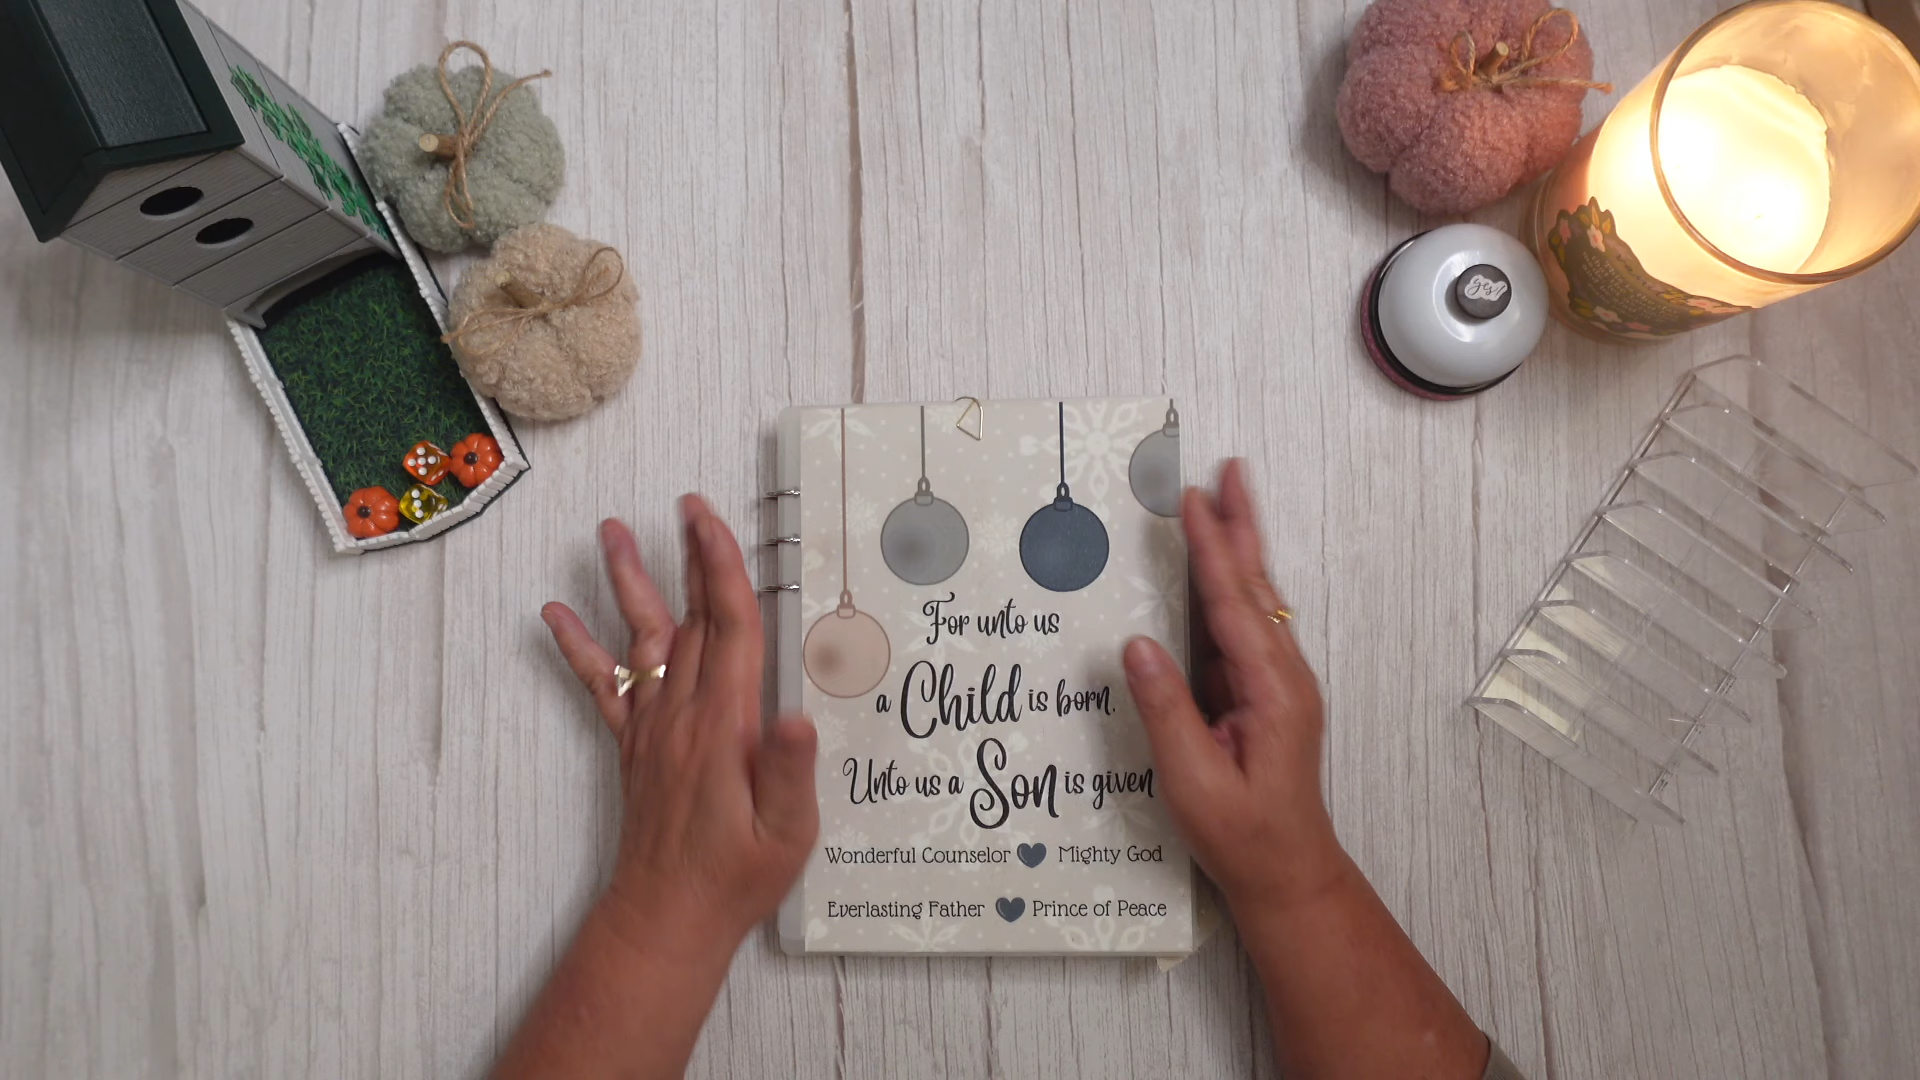 yes!
For unto us
a Child is born.
Unto us a Son is given
Wonderful Counselor Mighty God
Everlasting Father Prince of Peace